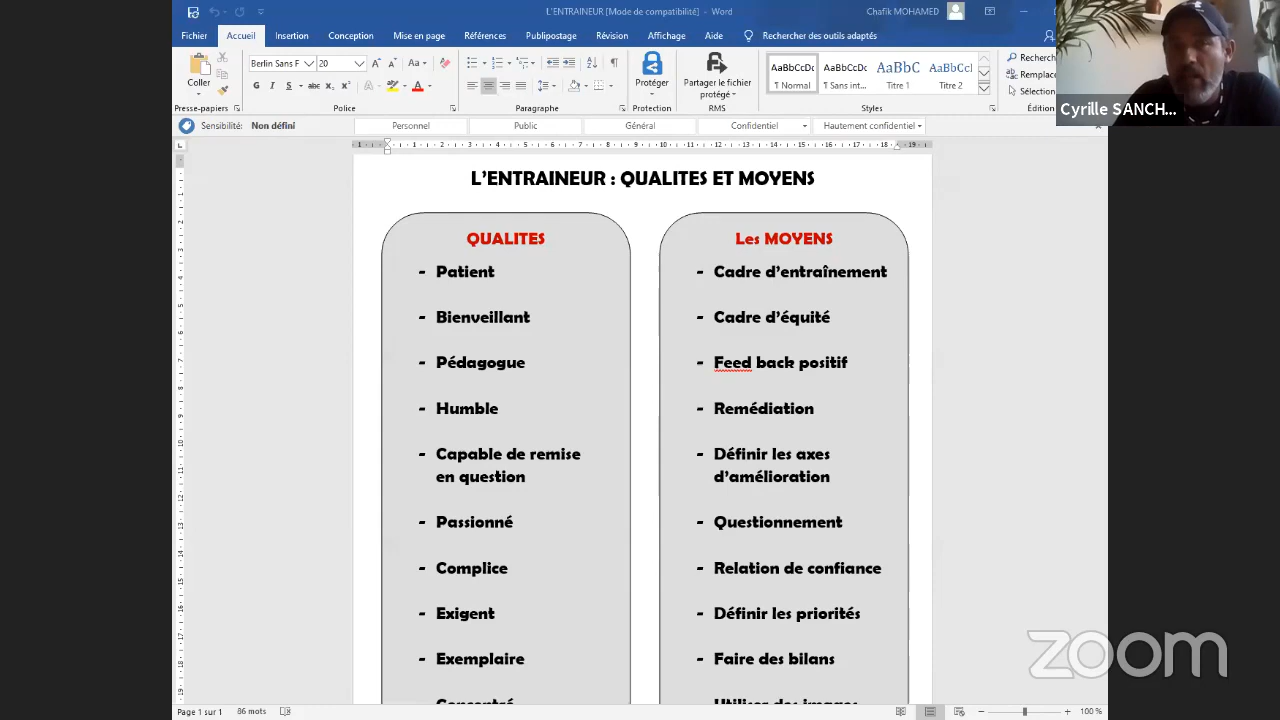 L'ENTRAINEUR [Mode de compatibilité] - Word
Chafik MOHAMED
Fichier Accueil Insertion Conception Mise en page Références Publipostage Révision Affichage Aide Rechercher des outils adaptés
Coller
Berlin Sans F 20
Protéger
Partager le fichier protégé
AaBbCcDc AaBbCcDc AaBbC AaBbCcI
¶ Normal ¶ Sans int... Titre 1 Titre 2
Recherc
Remplace
Sélection
Presse-papiers Police Paragraphe Protection RMS Styles Édition
Cyrille SANCH...
Sensibilité: Non défini Personnel Public Général Confidentiel Hautement confidentiel
L'ENTRAINEUR : QUALITES ET MOYENS
QUALITES
- Patient
- Bienveillant
- Pédagogue
- Humble
- Capable de remise
en question
- Passionné
- Complice
- Exigent
- Exemplaire
Les MOYENS
- Cadre d'entraînement
- Cadre d'équité
- Feed back positif
- Remédiation
- Définir les axes
d'amélioration
- Questionnement
- Relation de confiance
- Définir les priorités
- Faire des bilans
zoom
Page 1 sur 1 86 mots 100 %